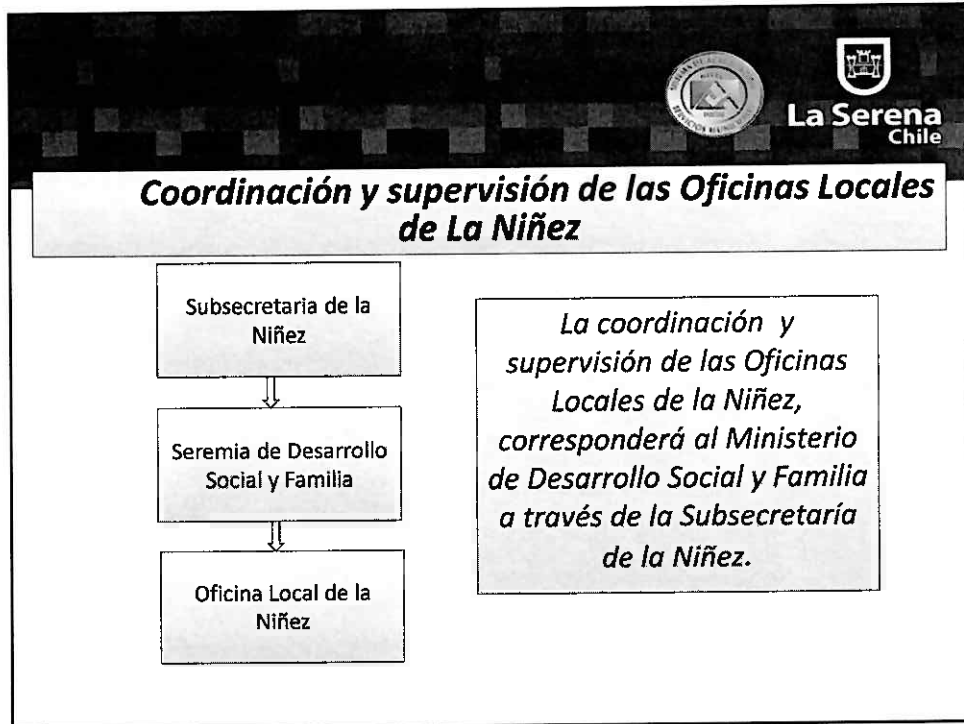 La Serena
Chile
Coordinación y supervisión de las Oficinas Locales
de La Niñez
Subsecretaria de la
Niñez
Seremia de Desarrollo
Social y Familia
Oficina Local de la
Niñez
La coordinación y
supervisión de las Oficinas
Locales de la Niñez,
corresponderá al Ministerio
de Desarrollo Social y Familia
a través de la Subsecretaría
de la Niñez.